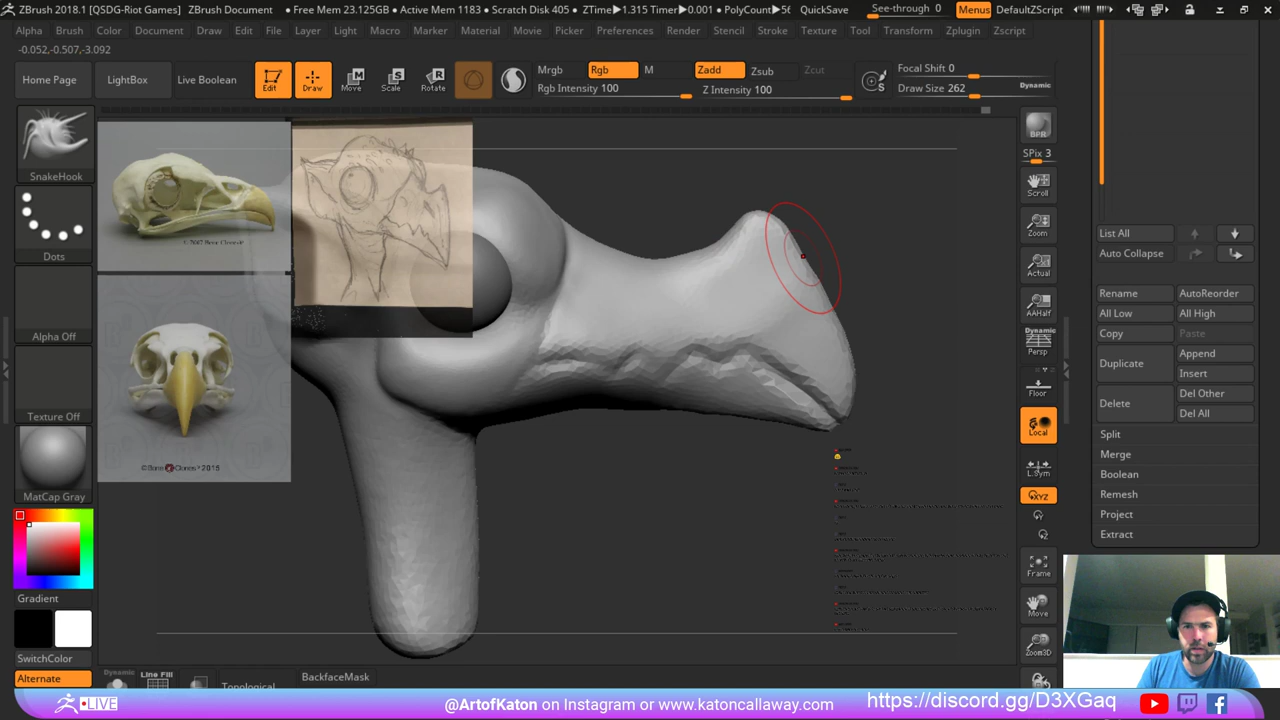 ZBrush 2018.1 [QSDG-Riot Games] ZBrush Document • Free Mem 23.125GB • Active Mem 1183 • Scratch Disk 405 • ZTime▶1.315 Timer▶0.001 • PolyCount▶ QuickSave See-through 0 Menus DefaultZScript
Alpha Brush Color Document Draw Edit File Layer Light Macro Marker Material Movie Picker Preferences Render Stencil Stroke Texture Tool Transform Zplugin Zscript
-0.052,-0.507,-3.092
Home Page LightBox Live Boolean Edit Draw Move Scale Rotate
Mrgb Rgb M Zadd Zsub Zcut
Rgb Intensity 100 Z Intensity 100
Focal Shift 0
Draw Size 262 Dynamic
SnakeHook
Dots
Alpha Off
Texture Off
MatCap Gray
Gradient
SwitchColor
Alternate
BPR
SPix 3
Scroll
Zoom
Actual
AAHalf
Dynamic
Persp
Floor
Local
L.Sym
XYZ
Frame
Move
Zoom3D
List All
Auto Collapse
Rename AutoReorder
All Low All High
Copy Paste
Duplicate Append
Insert
Delete Del Other
Del All
Split
Merge
Boolean
Remesh
Project
Extract
Dynamic Line Fill Topological BackfaceMask
LIVE @ArtofKaton on Instagram or www.katoncallaway.com https://discord.gg/D3XGaq